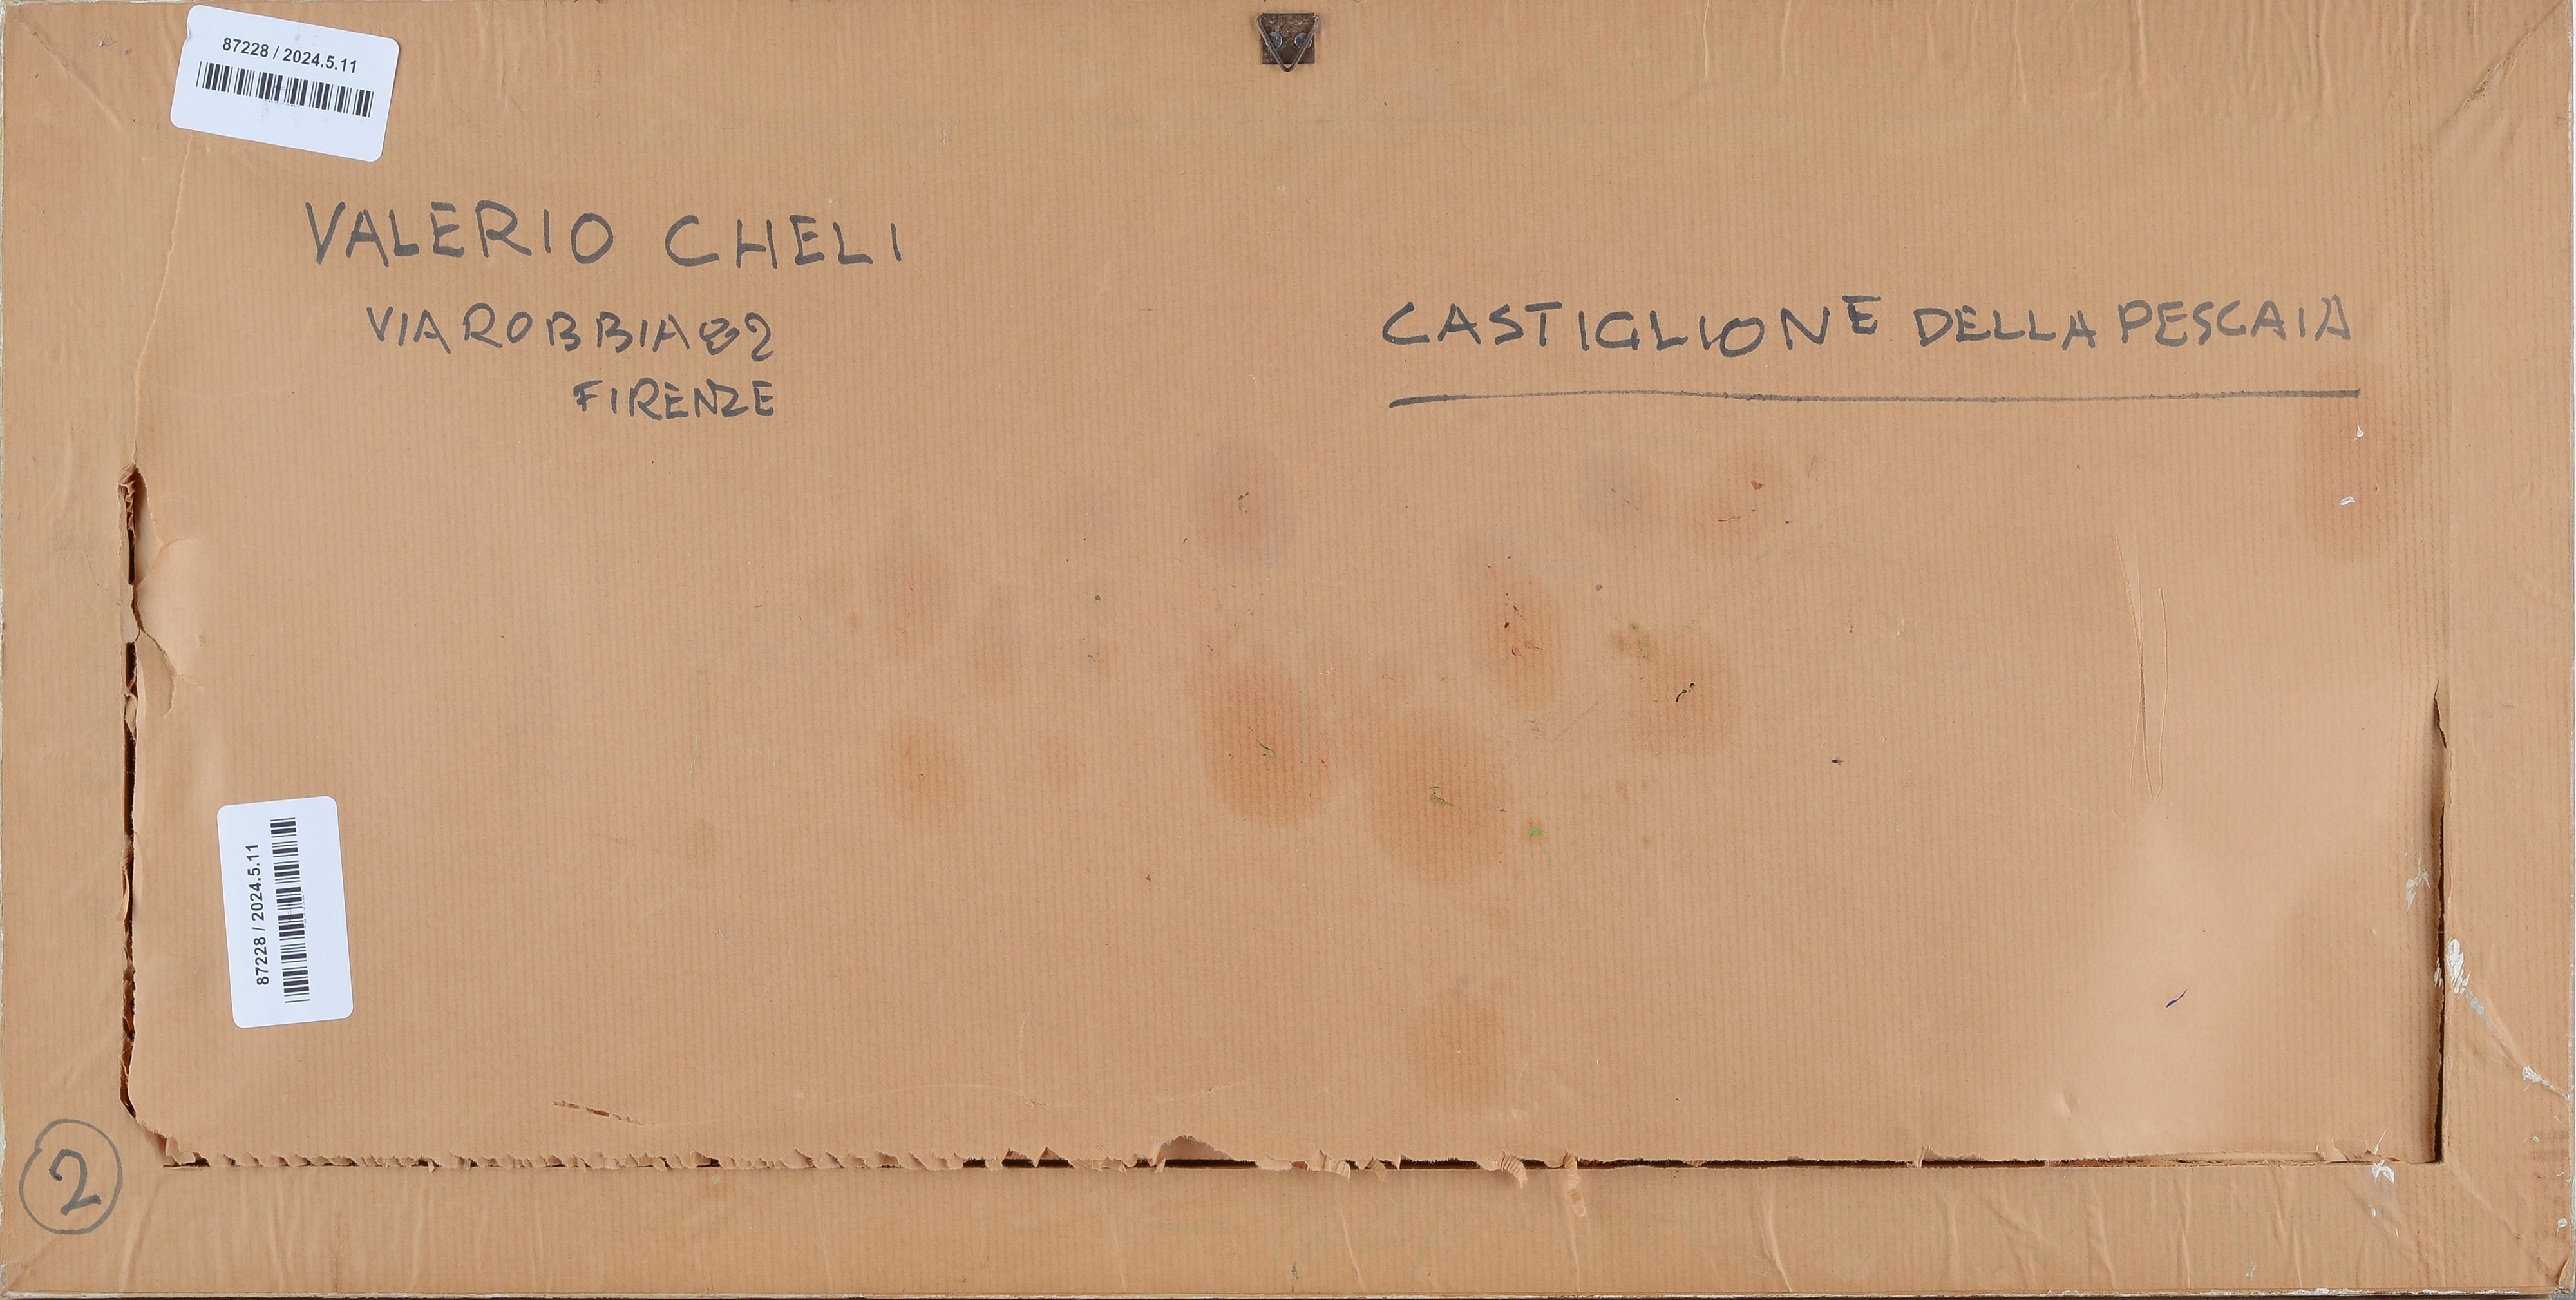 87228 / 2024.5.11
VALERIO CHELI
VIA ROBBIA 82
FIRENZE
CASTIGLIONE DELLA PESCAIA
87228 / 2024.5.11
2